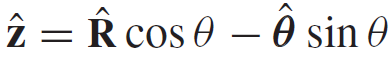 ẑ = R̂ cos θ − θ̂ sin θ